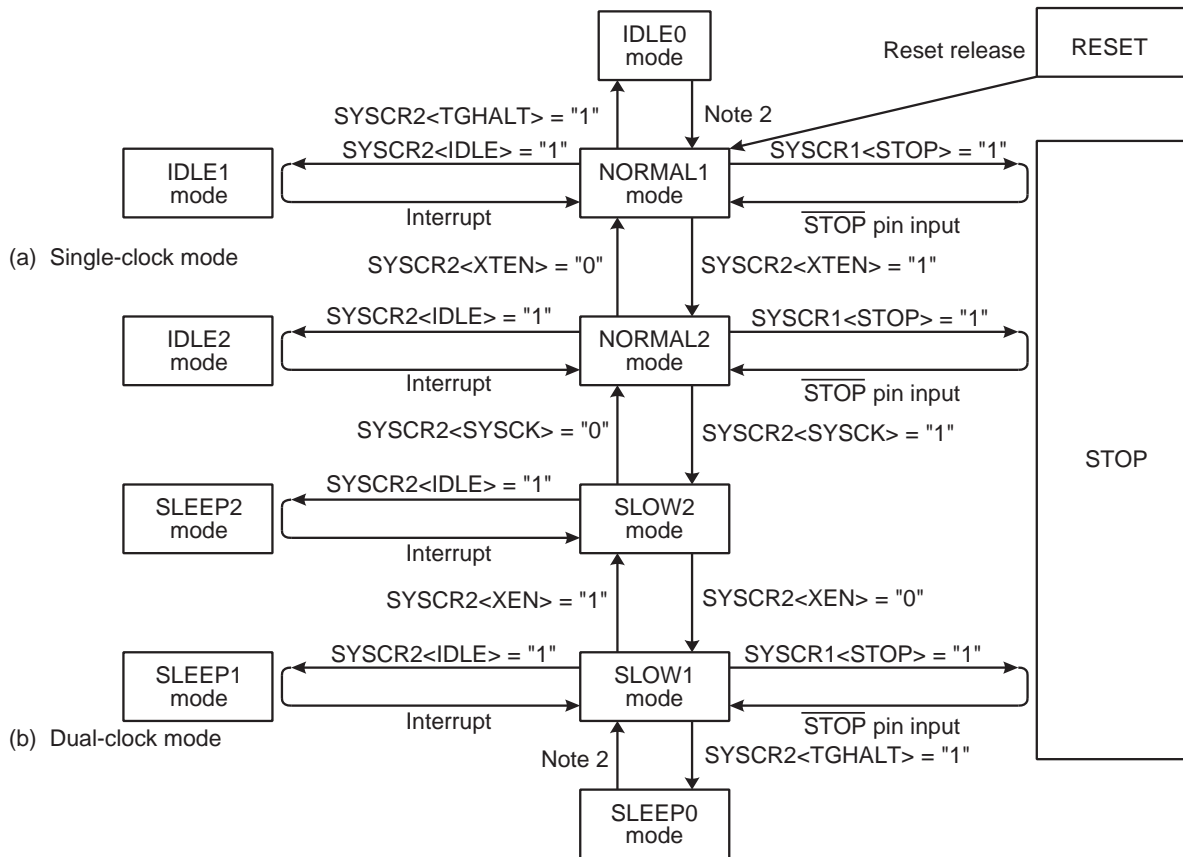 IDLE0
mode
Reset release
RESET
SYSCR2<TGHALT> = "1"
Note 2
IDLE1
mode
SYSCR2<IDLE> = "1"
Interrupt
NORMAL1
mode
SYSCR1<STOP> = "1"
STOP pin input
(a) Single-clock mode
SYSCR2<XTEN> = "0"
SYSCR2<XTEN> = "1"
IDLE2
mode
SYSCR2<IDLE> = "1"
Interrupt
NORMAL2
mode
SYSCR1<STOP> = "1"
STOP pin input
SYSCR2<SYSCK> = "0"
SYSCR2<SYSCK> = "1"
STOP
SLEEP2
mode
SYSCR2<IDLE> = "1"
Interrupt
SLOW2
mode
SYSCR2<XEN> = "1"
SYSCR2<XEN> = "0"
SLEEP1
mode
SYSCR2<IDLE> = "1"
Interrupt
SLOW1
mode
SYSCR1<STOP> = "1"
STOP pin input
(b) Dual-clock mode
Note 2
SYSCR2<TGHALT> = "1"
SLEEP0
mode